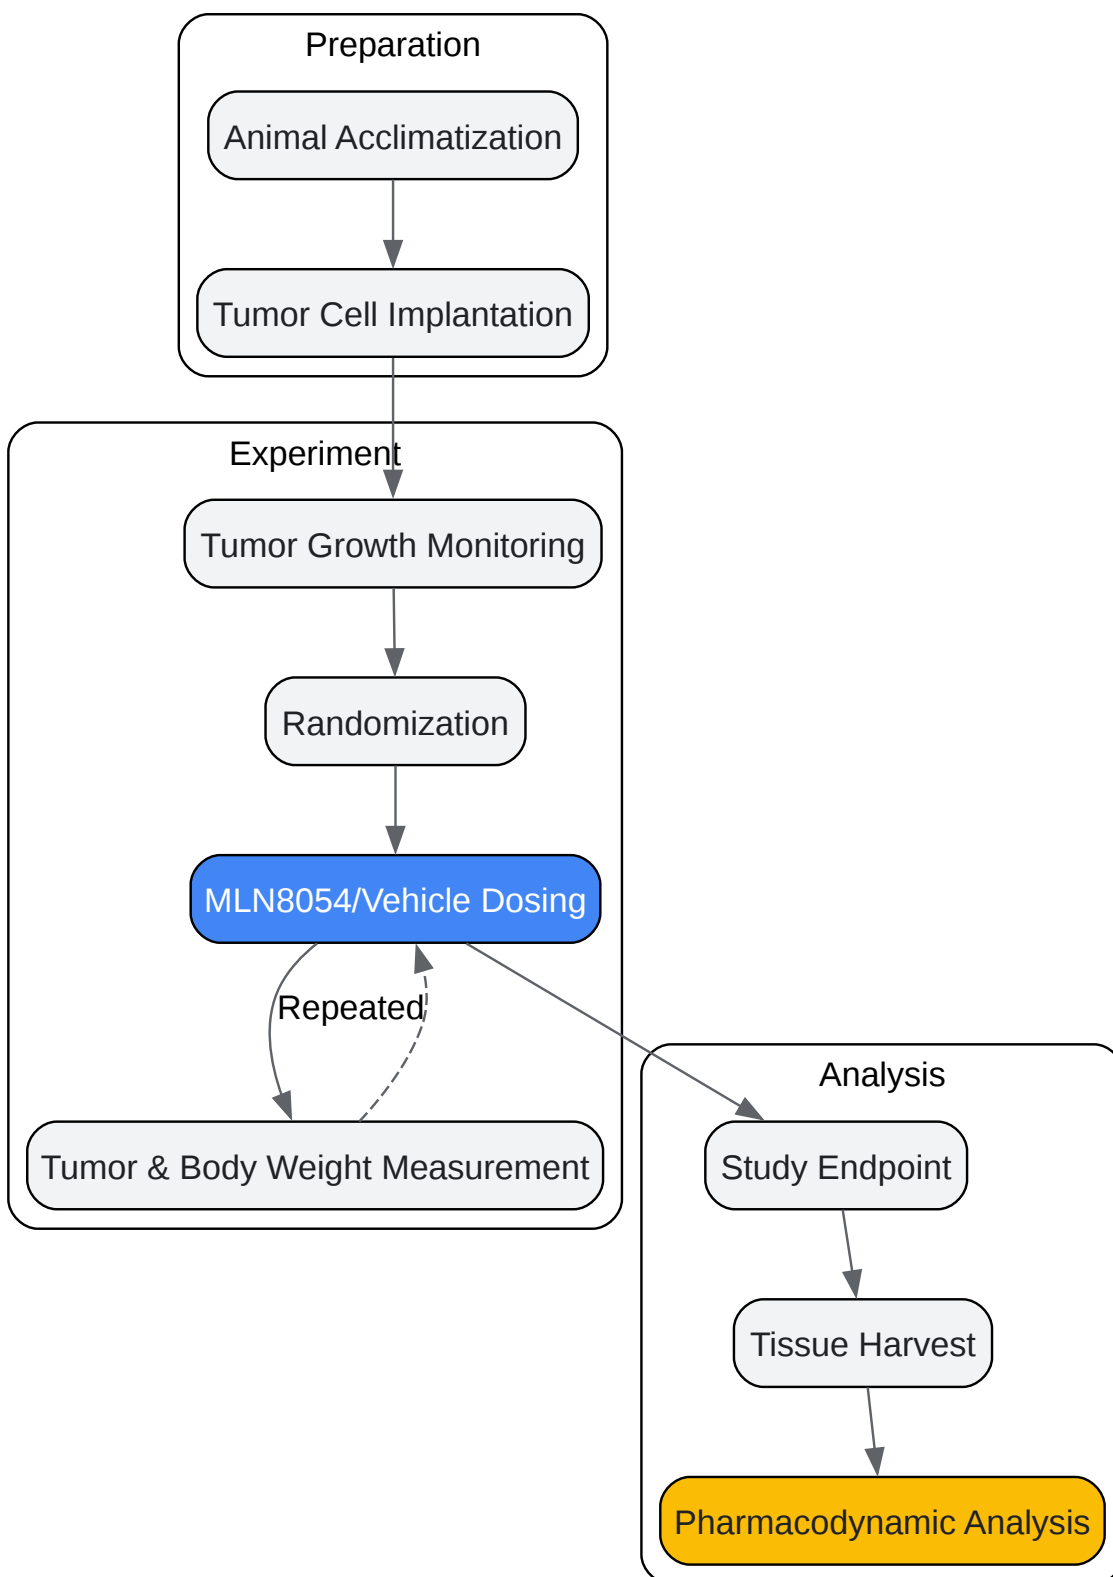 Preparation
Animal Acclimatization
Tumor Cell Implantation
Experiment
Tumor Growth Monitoring
Randomization
MLN8054/Vehicle Dosing
Repeated
Tumor & Body Weight Measurement
Analysis
Study Endpoint
Tissue Harvest
Pharmacodynamic Analysis